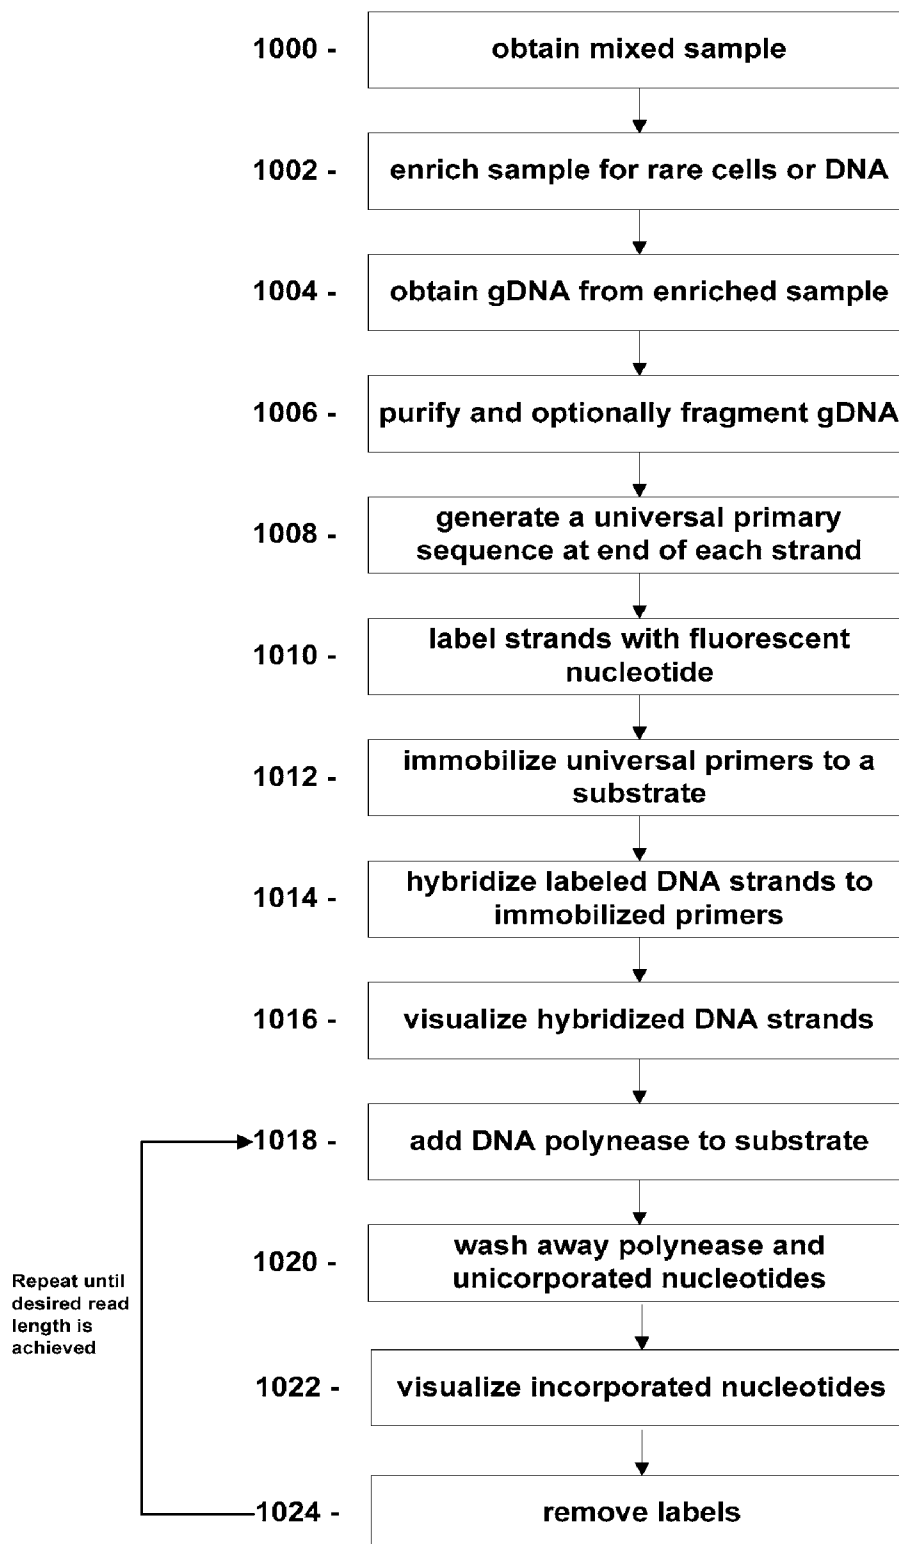 1000 - obtain mixed sample
1002 - enrich sample for rare cells or DNA
1004 - obtain gDNA from enriched sample
1006 - purify and optionally fragment gDNA
1008 - generate a universal primary
sequence at end of each strand
1010 - label strands with fluorescent
nucleotide
1012 - immobilize universal primers to a
substrate
1014 - hybridize labeled DNA strands to
immobilized primers
1016 - visualize hybridized DNA strands
1018 - add DNA polynease to substrate
1020 - wash away polynease and
unicorporated nucleotides
Repeat until
desired read
length is
achieved
1022 - visualize incorporated nucleotides
1024 - remove labels